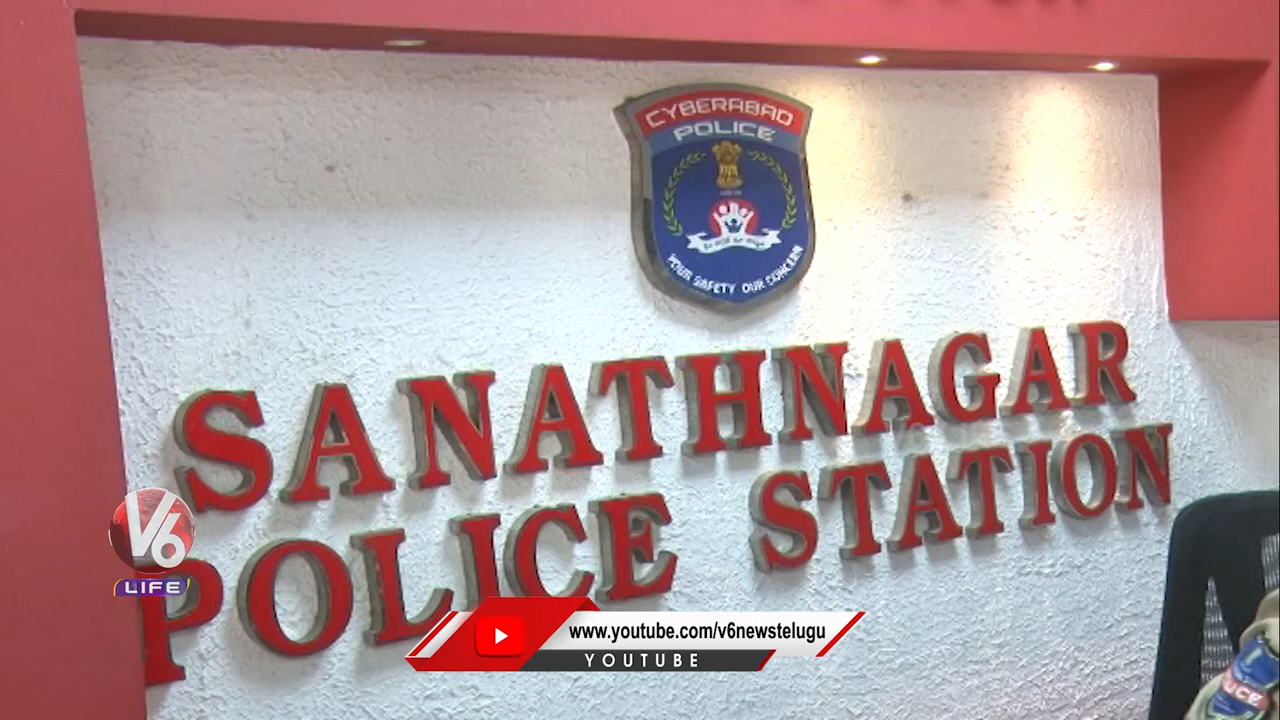 CYBERABAD
POLICE
YOUR SAFETY OUR CONCERN
SANATHNAGAR
POLICE STATION
V6
LIFE
www.youtube.com/v6newstelugu
YOUTUBE